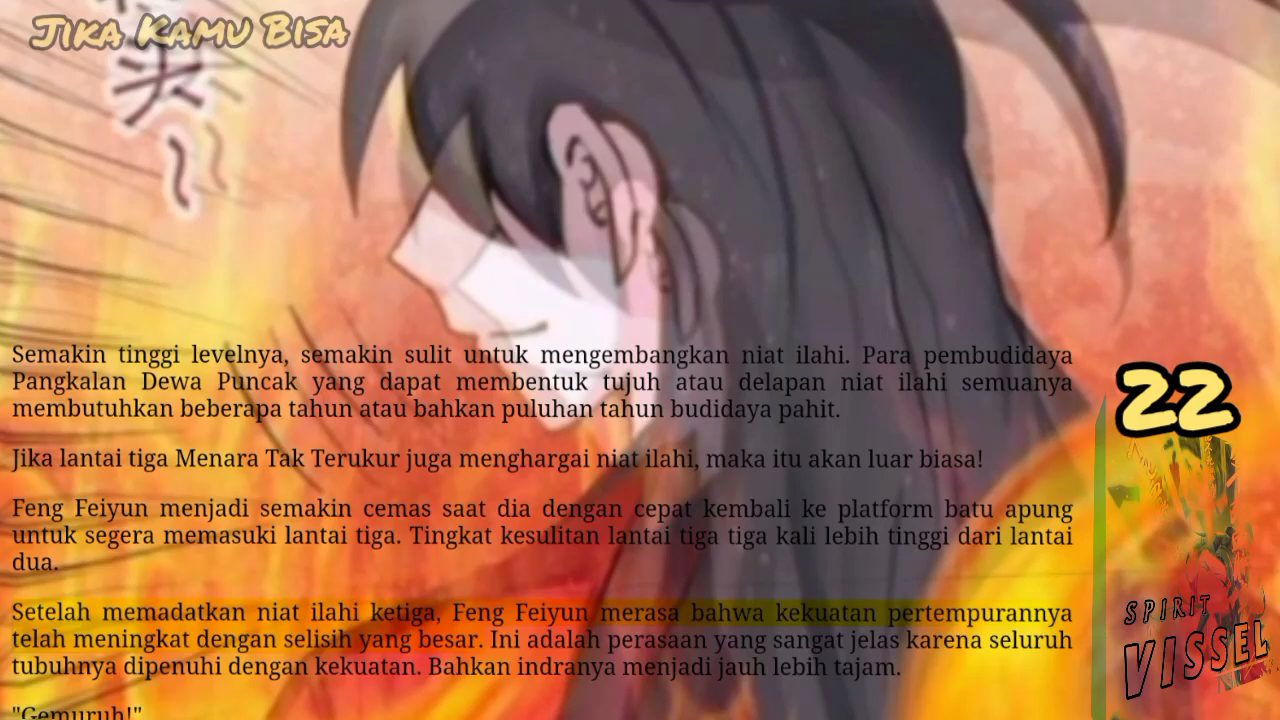 Jika Kamu Bisa
Semakin tinggi levelnya, semakin sulit untuk mengembangkan niat ilahi. Para pembudidaya
Pangkalan Dewa Puncak yang dapat membentuk tujuh atau delapan niat ilahi semuanya
membutuhkan beberapa tahun atau bahkan puluhan tahun budidaya pahit.
Jika lantai tiga Menara Tak Terukur juga menghargai niat ilahi, maka itu akan luar biasa!
Feng Feiyun menjadi semakin cemas saat dia dengan cepat kembali ke platform batu apung
untuk segera memasuki lantai tiga. Tingkat kesulitan lantai tiga tiga kali lebih tinggi dari lantai
dua.
Setelah memadatkan niat ilahi ketiga, Feng Feiyun merasa bahwa kekuatan pertempurannya
telah meningkat dengan selisih yang besar. Ini adalah perasaan yang sangat jelas karena seluruh
tubuhnya dipenuhi dengan kekuatan. Bahkan indranya menjadi jauh lebih tajam.
"Gemuruh!"
22
SPIRIT
VISSEL